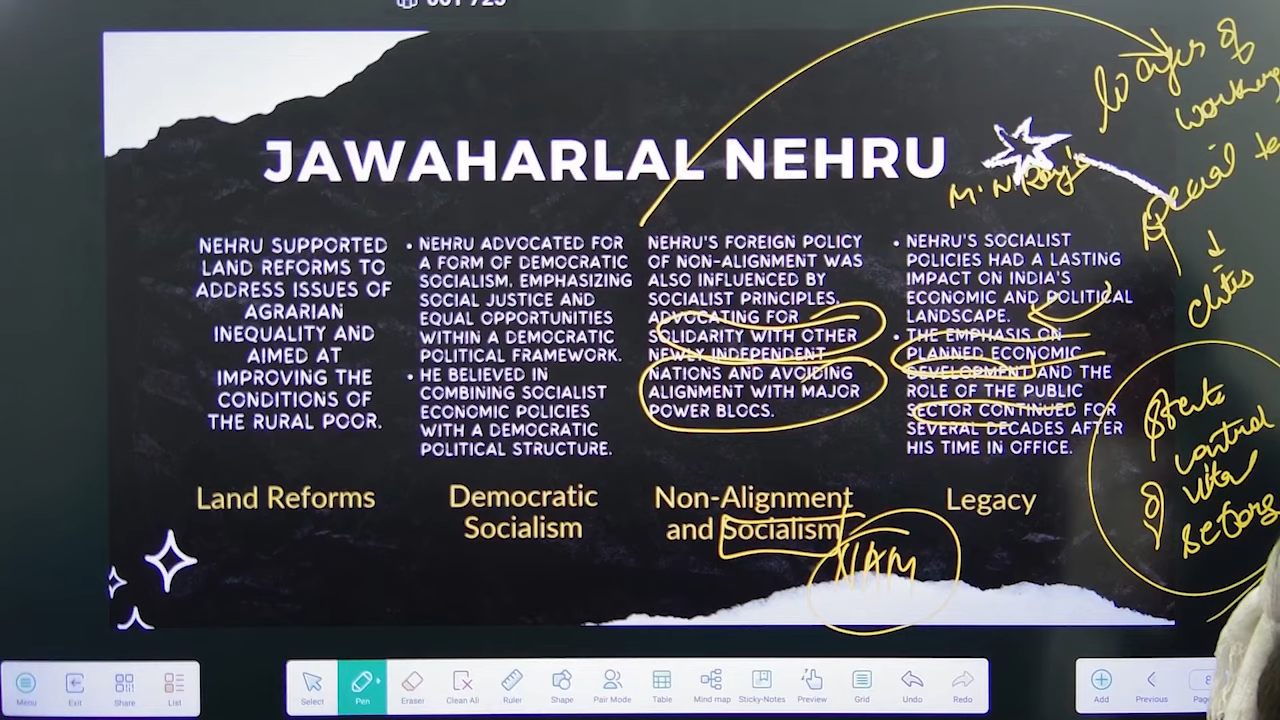 JAWAHARLAL NEHRU
M. N Roy's
NEHRU SUPPORTED
LAND REFORMS TO
ADDRESS ISSUES OF
AGRARIAN
INEQUALITY AND
AIMED AT
IMPROVING THE
CONDITIONS OF
THE RURAL POOR.
Land Reforms
• NEHRU ADVOCATED FOR
A FORM OF DEMOCRATIC
SOCIALISM, EMPHASIZING
SOCIAL JUSTICE AND
EQUAL OPPORTUNITIES
WITHIN A DEMOCRATIC
POLITICAL FRAMEWORK.
• HE BELIEVED IN
COMBINING SOCIALIST
ECONOMIC POLICIES
WITH A DEMOCRATIC
POLITICAL STRUCTURE.
Democratic
Socialism
NEHRU'S FOREIGN POLICY
OF NON-ALIGNMENT WAS
ALSO INFLUENCED BY
SOCIALIST PRINCIPLES,
ADVOCATING FOR
SOLIDARITY WITH OTHER
NEWLY INDEPENDENT
NATIONS AND AVOIDING
ALIGNMENT WITH MAJOR
POWER BLOCS.
Non-Alignment
and Socialism
NAM
• NEHRU'S SOCIALIST
POLICIES HAD A LASTING
IMPACT ON INDIA'S
ECONOMIC AND POLITICAL
LANDSCAPE.
• THE EMPHASIS ON
PLANNED ECONOMIC
DEVELOPMENT AND THE
ROLE OF THE PUBLIC
SECTOR CONTINUED FOR
SEVERAL DECADES AFTER
HIS TIME IN OFFICE.
Legacy
of
working
State
control
Menu
Exit
Share
List
Select
Pen
Eraser
Clean All
Ruler
Shape
Pair Mode
Table
Mind map
Sticky-Notes
Preview
Grid
Undo
Redo
Add
Previous